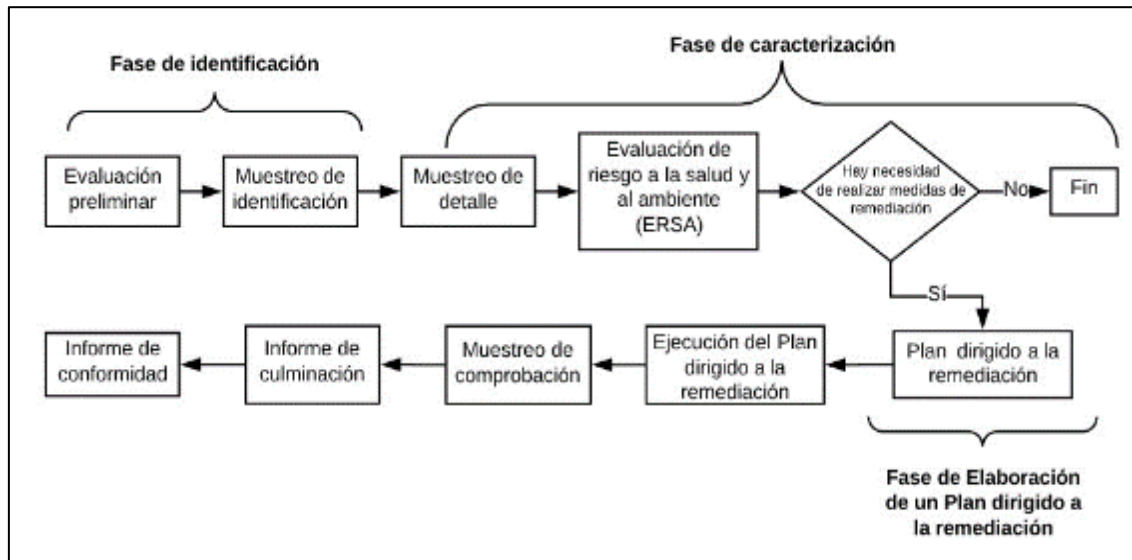 Fase de identificación
Fase de caracterización
Evaluación
preliminar
Muestreo de
identificación
Muestreo de
detalle
Evaluación de
riesgo a la salud y
al ambiente
(ERSA)
Hay necesidad
de realizar medidas de
remediación
No
Fin
Sí
Plan dirigido a la
remediación
Ejecución del Plan
dirigido a la
remediación
Muestreo de
comprobación
Informe de
culminación
Informe de
conformidad
Fase de Elaboración
de un Plan dirigido a
la remediación